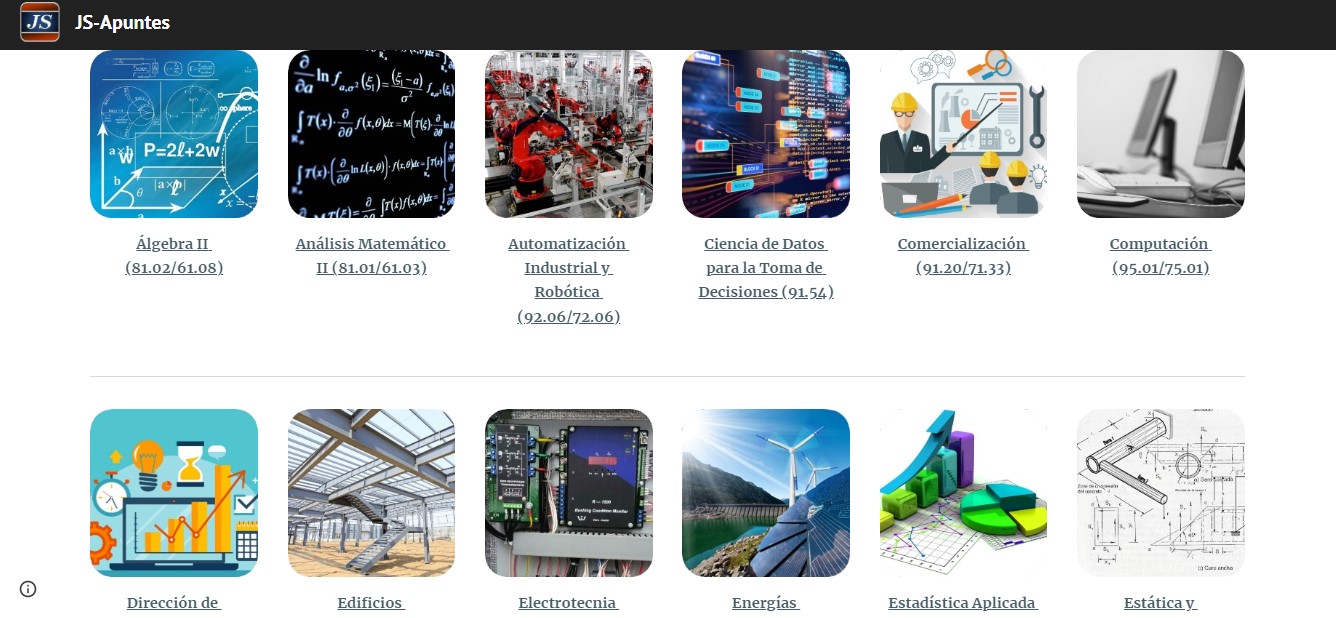 JS JS-Apuntes
P=2ℓ+2w
Álgebra II
(81.02/61.08)
Análisis Matemático
II (81.01/61.03)
Automatización
Industrial y
Robótica
(92.06/72.06)
Ciencia de Datos
para la Toma de
Decisiones (91.54)
Comercialización
(91.20/71.33)
Computación
(95.01/75.01)
Dirección de
Edificios
Electrotecnia
Energías
Estadística Aplicada
Estática y